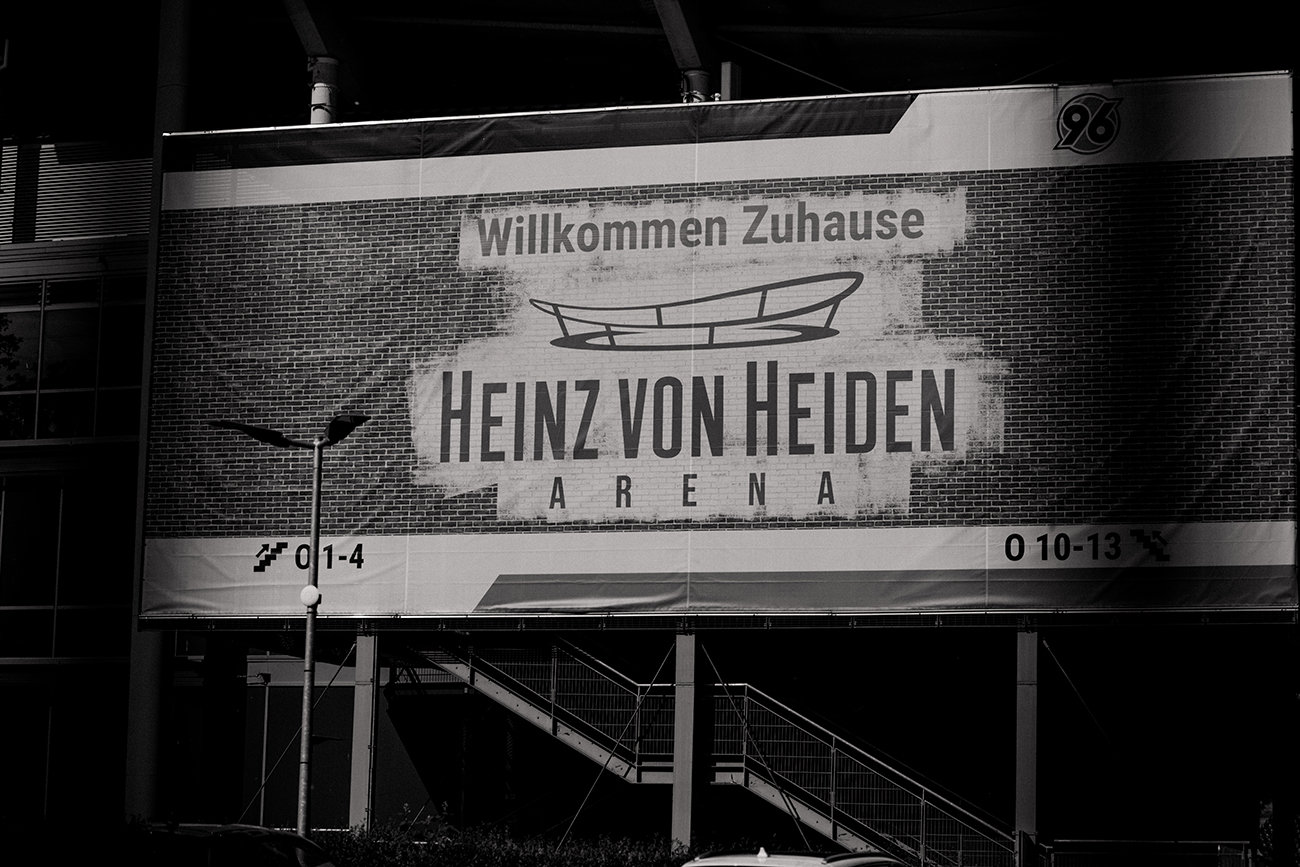 96
Willkommen Zuhause
HEINZ VON HEIDEN
ARENA
O 1-4
O 10-13